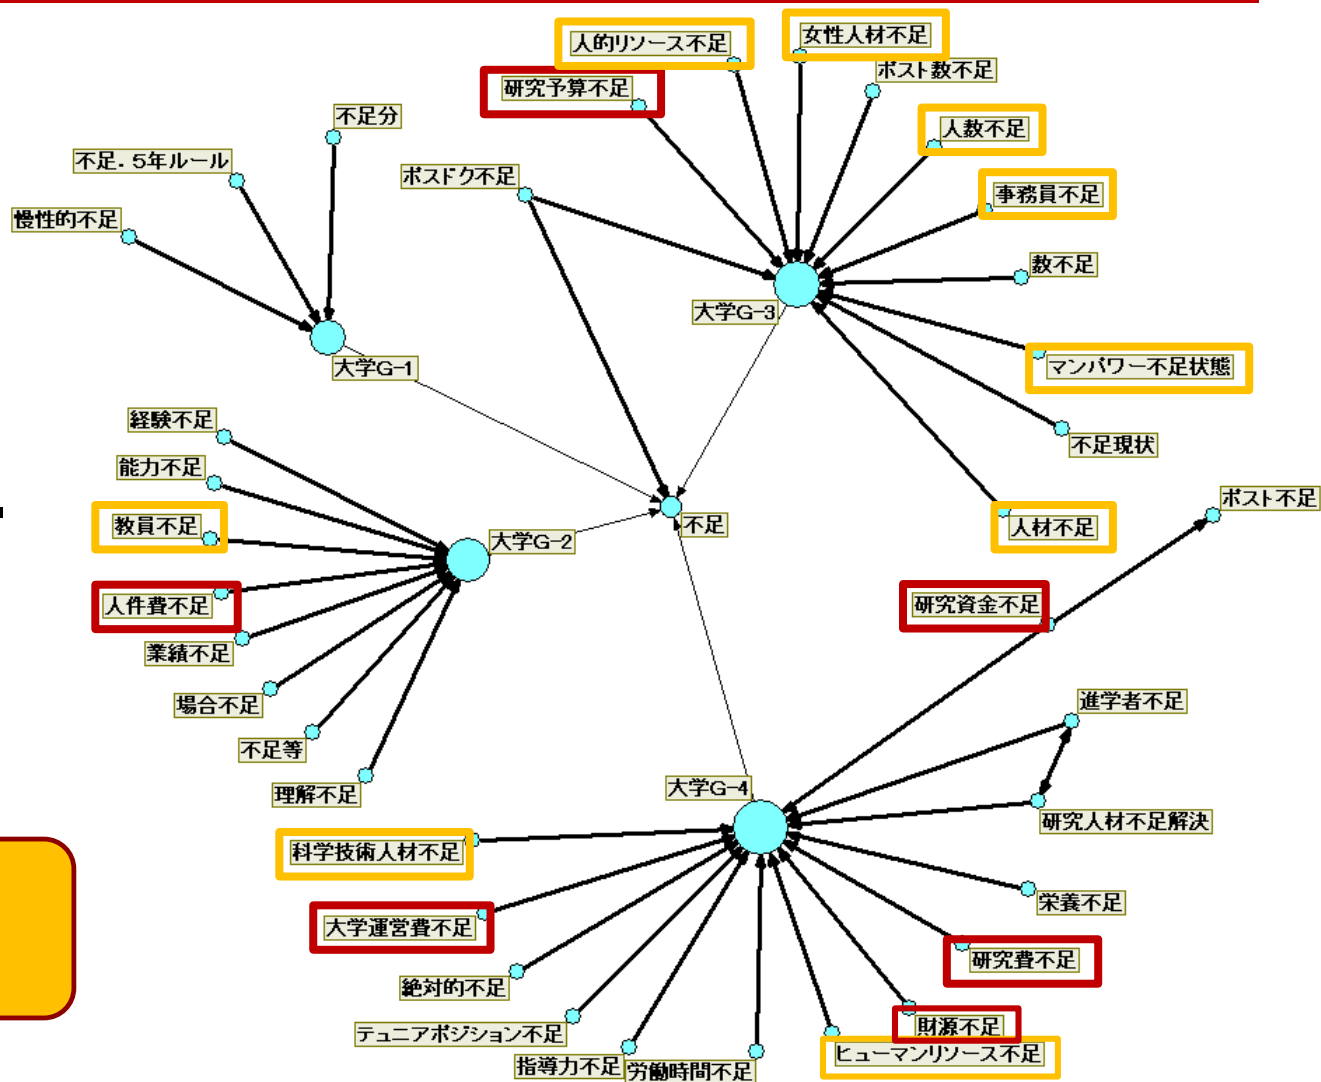 人的リソース不足
女性人材不足
研究予算不足
ポスト数不足
不足分
人数不足
不足．5年ルール
ポスドク不足
事務員不足
慢性的不足
数不足
大学G-3
大学G-1
マンパワー不足状態
経験不足
不足現状
能力不足
ポスト不足
教員不足
不足
人材不足
大学G-2
人件費不足
研究資金不足
業績不足
場合不足
進学者不足
不足等
理解不足
大学G-4
研究人材不足解決
科学技術人材不足
栄養不足
大学運営費不足
研究費不足
絶対的不足
財源不足
テュニアポジション不足
ヒューマンリソース不足
指導力不足
労働時間不足